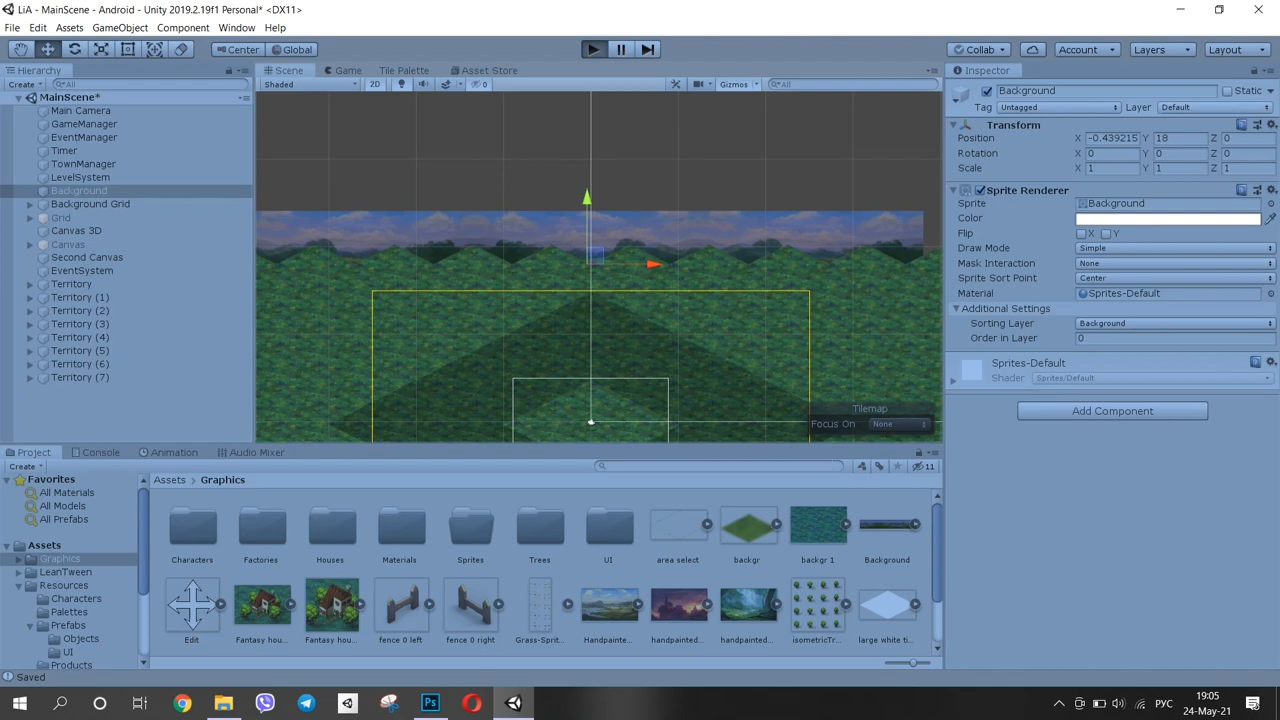 LiA - MainScene - Android - Unity 2019.2.19f1 Personal* <DX11>
File Edit Assets GameObject Component Window Help
Center Global Collab Account Layers Layout
Hierarchy Scene Game Tile Palette Asset Store Inspector
Create All Shaded 2D 0 Gizmos All
MainScene*
Main Camera
GameManager
EventManager
Timer
TownManager
LevelSystem
Background
Background Grid
Grid
Canvas 3D
Canvas
Second Canvas
EventSystem
Territory
Territory (1)
Territory (2)
Territory (3)
Territory (4)
Territory (5)
Territory (6)
Territory (7)
Tilemap
Focus On None
Background Static
Tag Untagged Layer Default
Transform
Position X -0.439215 Y 18 Z 0
Rotation X 0 Y 0 Z 0
Scale X 1 Y 1 Z 1
Sprite Renderer
Sprite Background
Color
Flip X Y
Draw Mode Simple
Mask Interaction None
Sprite Sort Point Center
Material Sprites-Default
Additional Settings
Sorting Layer Background
Order in Layer 0
Sprites-Default
Shader Sprites/Default
Add Component
Project Console Animation Audio Mixer
Create 11
Favorites
All Materials
All Models
All Prefabs
Assets
Graphics
LeanTween
Resources
Characters
Palettes
Prefabs
Objects
UI
Products
Assets Graphics
Characters Factories Houses Materials Sprites Trees UI area select backgr backgr 1 Background
Edit Fantasy hou... Fantasy hou... fence 0 left fence 0 right Grass-Sprit... Handpainte... handpainted... handpainted... isometricTr... large white ti...
Saved
Ps
РУС
19:05
24-May-21